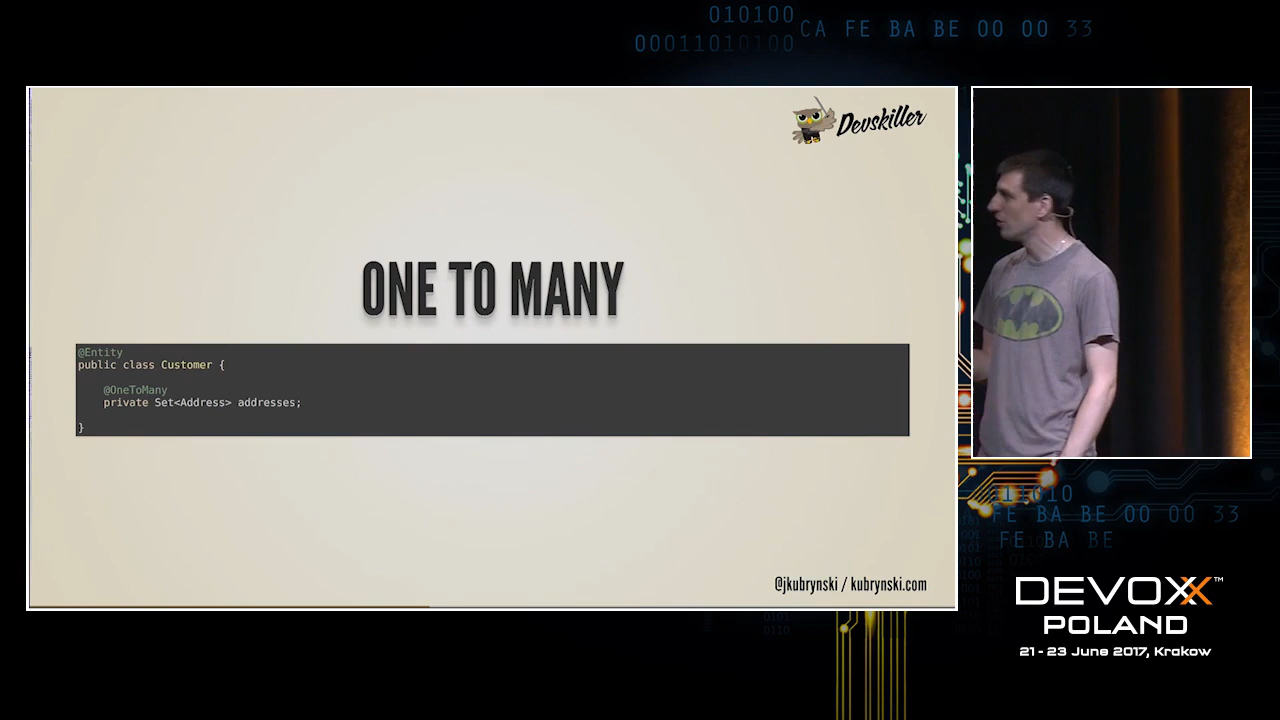 010100
00011010100
CA FE BA BE 00 00 33
Devskiller
ONE TO MANY
@Entity
public class Customer {
@OneToMany
private Set<Address> addresses;
}
@jkubrynski / kubrynski.com
FE BA BE 00 00 33
FE BA BE
DEVOXX™
POLAND
21 - 23 June 2017, Krakow